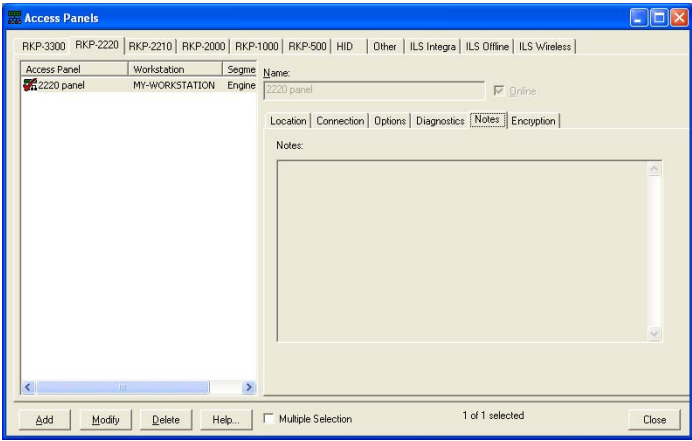 Access Panels
RKP-3300 RKP-2220 RKP-2210 RKP-2000 RKP-1000 RKP-500 HID Other ILS Integra ILS Offline ILS Wireless
Access Panel Workstation Segme
2220 panel MY-WORKSTATION Engine
Name:
2220 panel Online
Location Connection Options Diagnostics Notes Encryption
Notes:
Add Modify Delete Help... Multiple Selection 1 of 1 selected Close